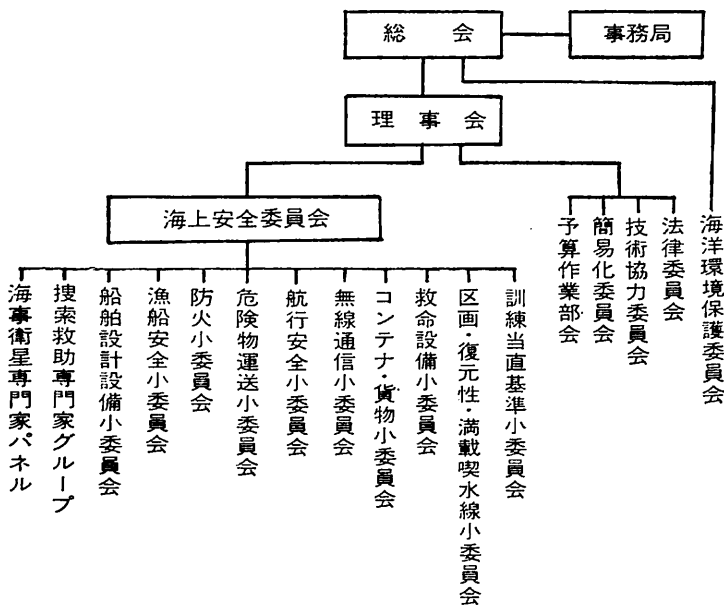 総会
事務局
理事会
海上安全委員会
海洋環境保護委員会
法律委員会
技術協力委員会
簡易化委員会
予算作業部会
訓練当直基準小委員会
区画・復元性・満載喫水線小委員会
救命設備小委員会
コンテナ・貨物小委員会
無線通信小委員会
航行安全小委員会
危険物運送小委員会
防火小委員会
漁船安全小委員会
船舶設計設備小委員会
捜索救助専門家グループ
海事衛星専門家パネル